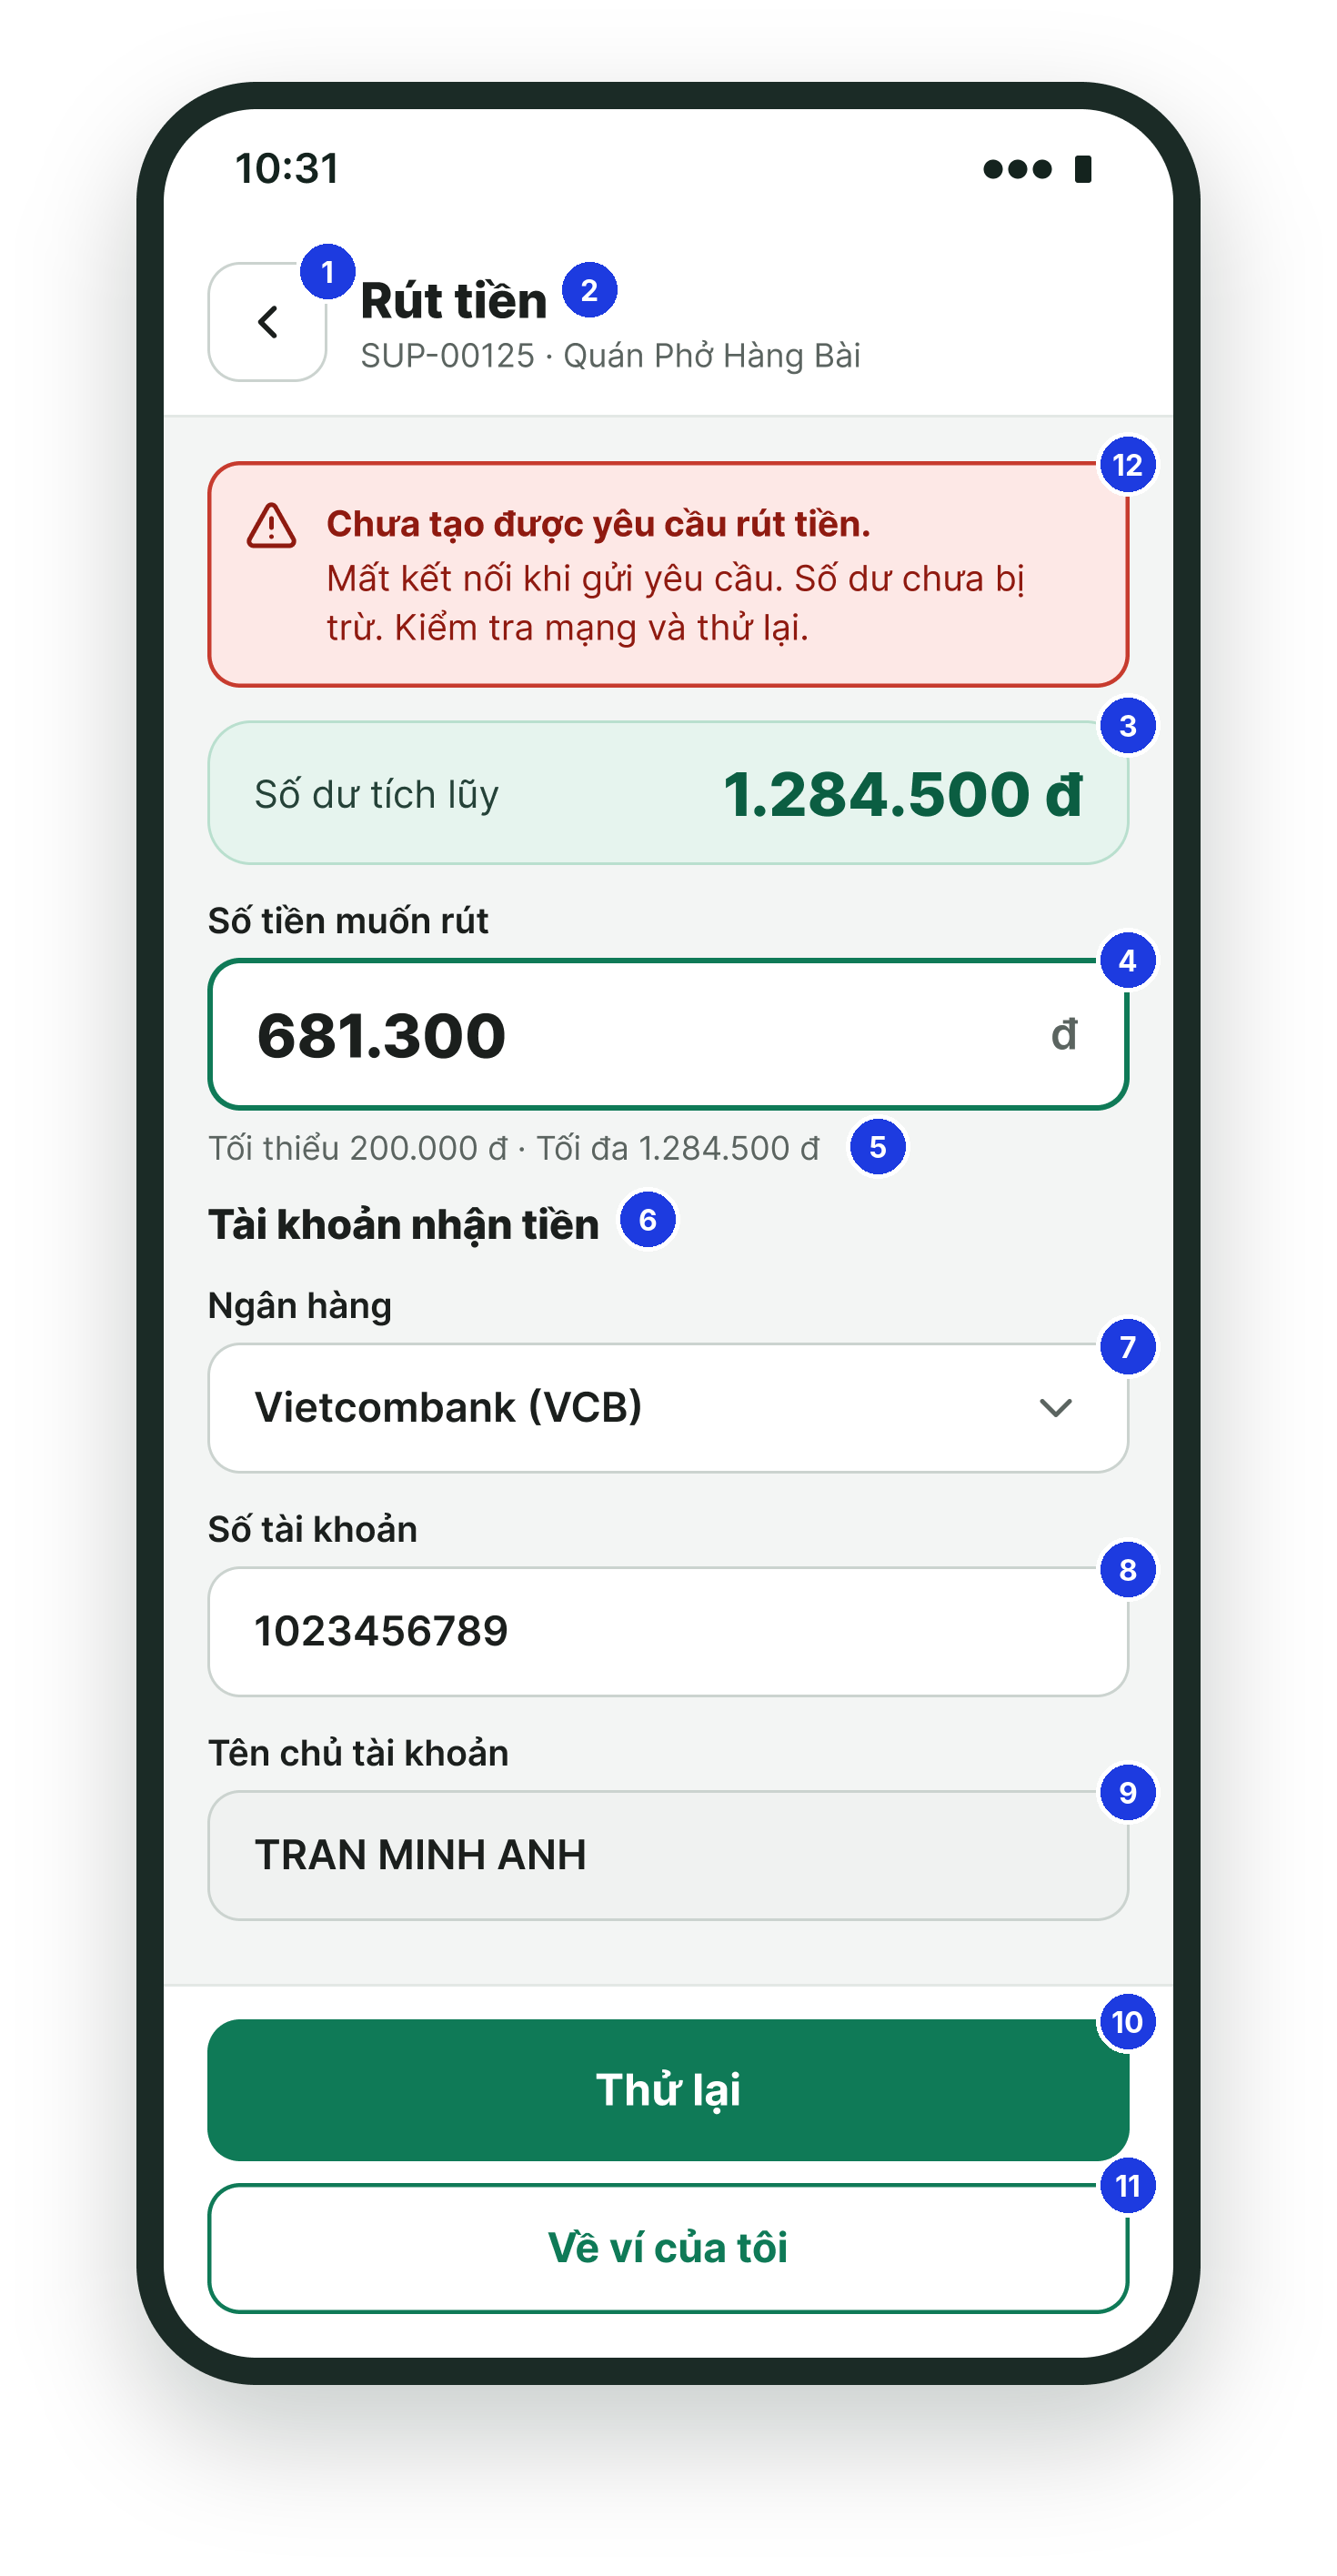 10:31
1
Rút tiền 2
SUP-00125 · Quán Phở Hàng Bài
12
Chưa tạo được yêu cầu rút tiền.
Mất kết nối khi gửi yêu cầu. Số dư chưa bị
trừ. Kiểm tra mạng và thử lại.
3
Số dư tích lũy 1.284.500 đ
Số tiền muốn rút
4
681.300 đ
Tối thiểu 200.000 đ · Tối đa 1.284.500 đ 5
Tài khoản nhận tiền 6
Ngân hàng
7
Vietcombank (VCB)
Số tài khoản
8
1023456789
Tên chủ tài khoản
9
TRAN MINH ANH
10
Thử lại
11
Về ví của tôi